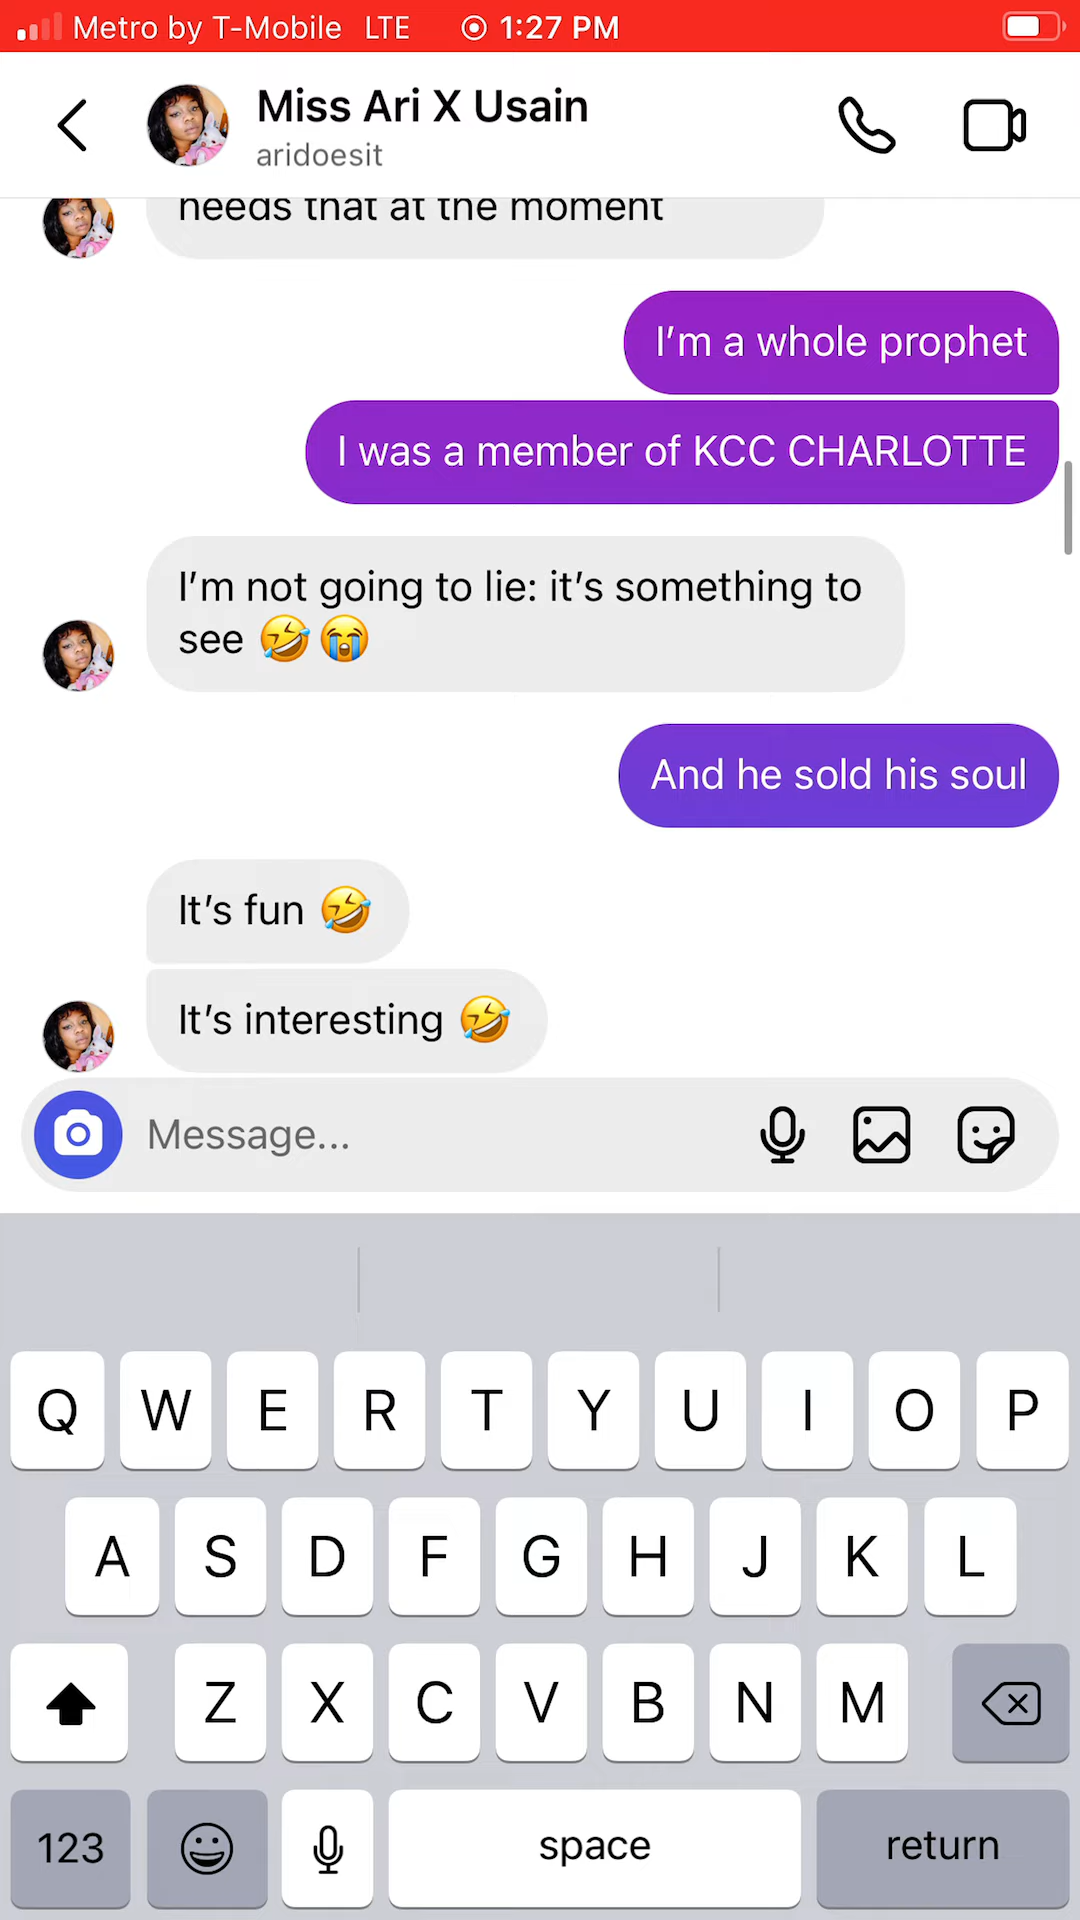 Metro by T-Mobile LTE 1:27 PM
Miss Ari X Usain
aridoesit
needs that at the moment
I'm a whole prophet
I was a member of KCC CHARLOTTE
I'm not going to lie: it's something to
see 🤣😭
And he sold his soul
It's fun 🤣
It's interesting 🤣
Message...
Q W E R T Y U I O P
A S D F G H J K L
Z X C V B N M
123 space return